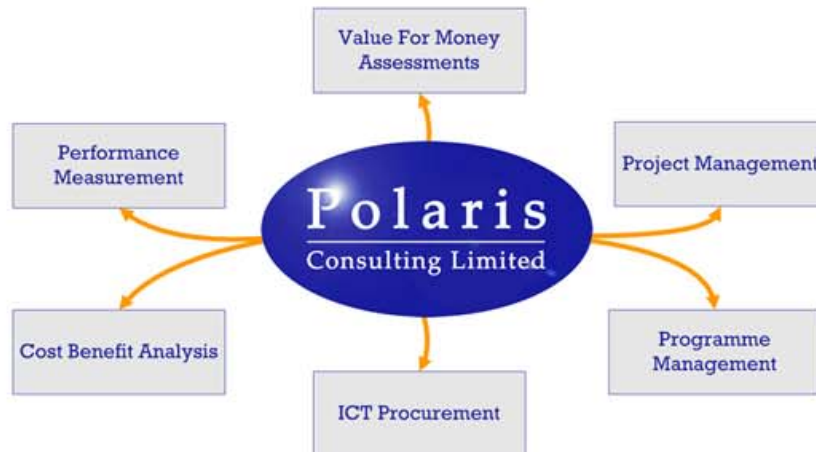 Value For Money
Assessments
Performance
Measurement
Project Management
Polaris
Consulting Limited
Cost Benefit Analysis
Programme
Management
ICT Procurement